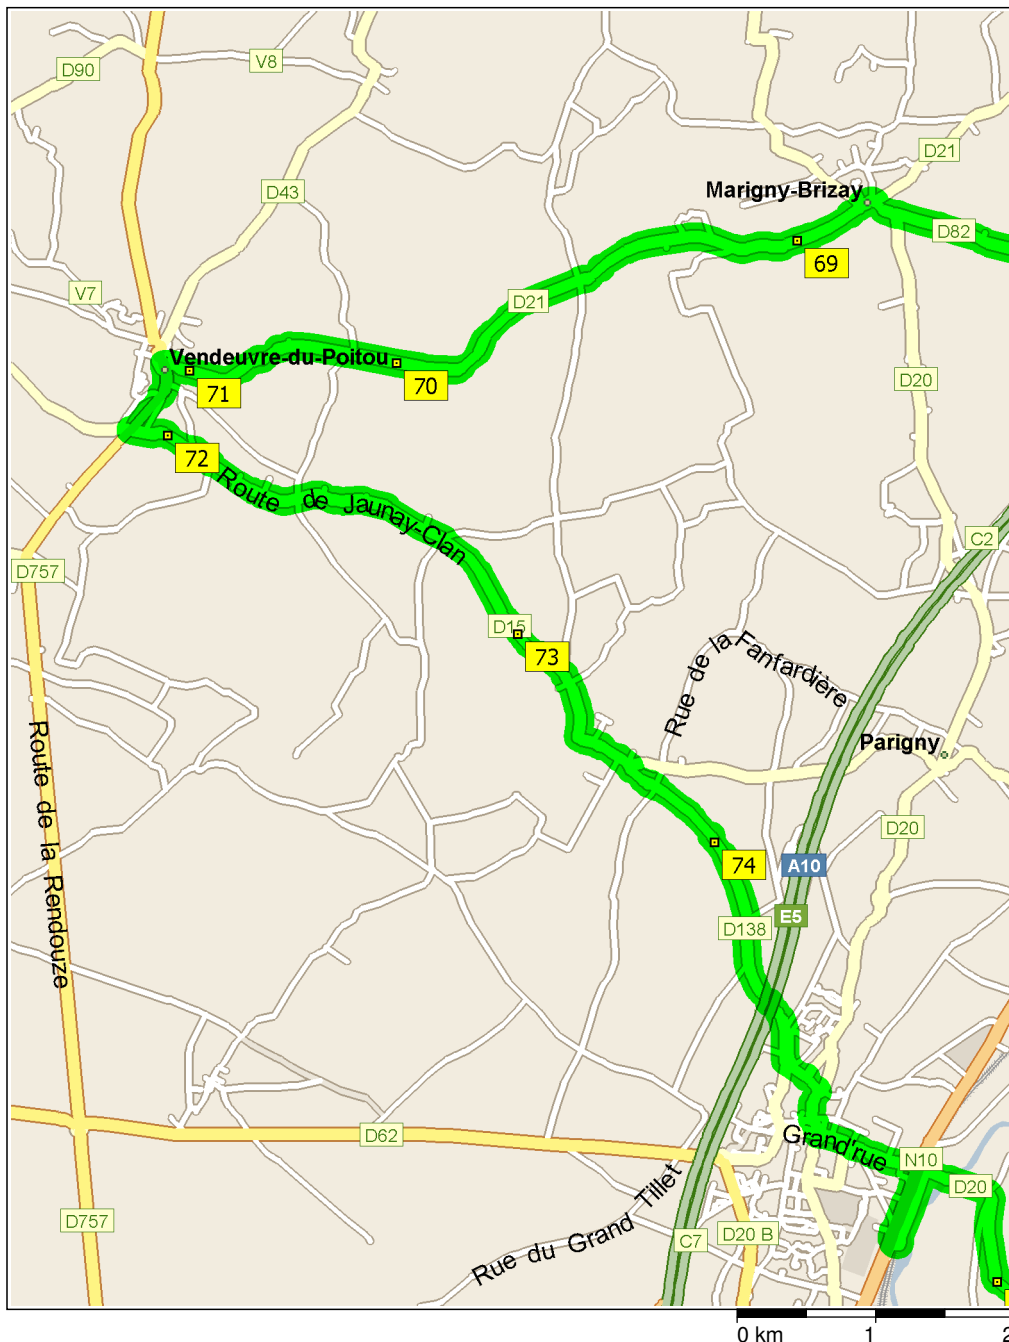 V8
D90
D21
D43
Marigny-Brizay
D82
69
V7
D21
Vendeuvre-du-Poitou
70
71
D20
72
Route de Jaunay-Clan
C2
D757
D15
73
Rue de la Fanfardière
Parigny
Route de la Rendouze
D20
74
A10
E5
D138
D62
Grand'rue
N10
D20
Rue du Grand Tillet
D757
D20 B
C7
0 km 1 2